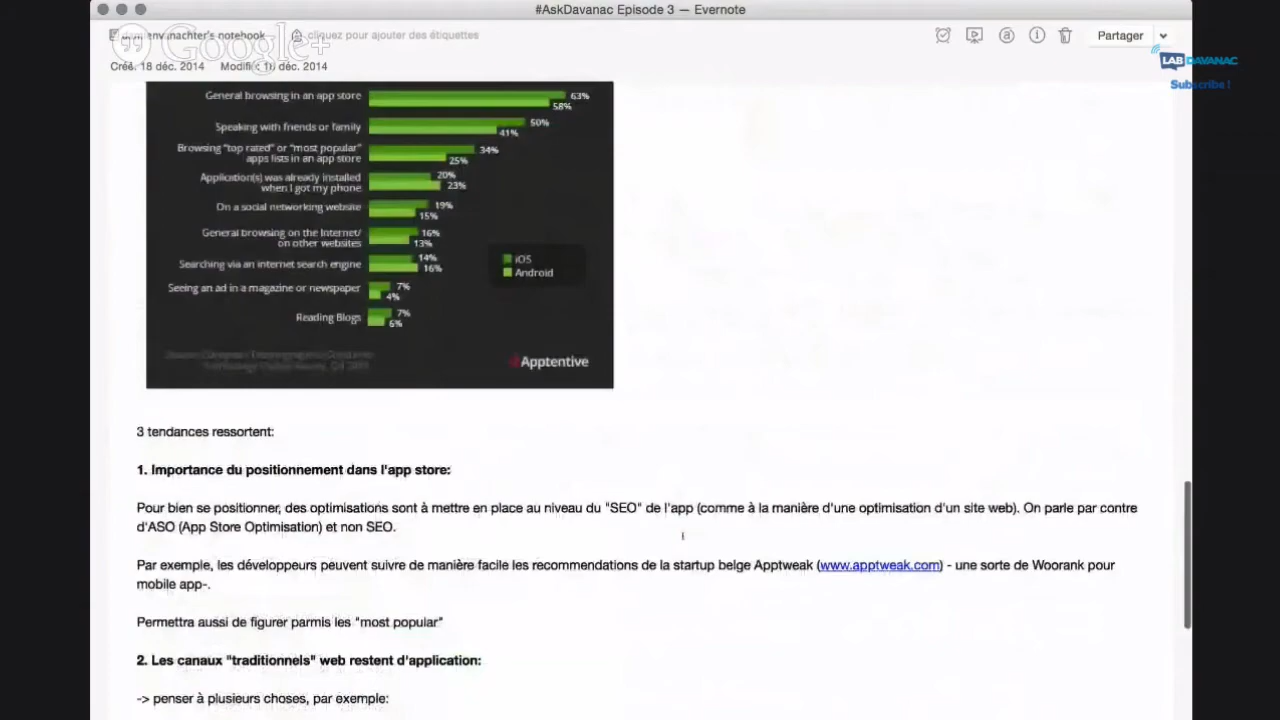 #AskDavanac Episode 3 — Evernote
notebook
cliquez pour ajouter des étiquettes
Partager
Google+
Créé. 18 déc. 2014
déc. 2014
LAB DAVANAC
Subscribe !
General browsing in an app store
63%
58%
Speaking with friends or family
50%
41%
Browsing "top rated" or "most popular"
apps lists in an app store
34%
25%
Application(s) was already installed
when I got my phone
20%
23%
On a social networking website
19%
15%
General browsing on the Internet/
on other websites
16%
13%
Searching via an internet search engine
14%
16%
Seeing an ad in a magazine or newspaper
7%
4%
Reading Blogs
7%
6%
iOS
Android
Apptentive
3 tendances ressortent:
1. Importance du positionnement dans l'app store:
Pour bien se positionner, des optimisations sont à mettre en place au niveau du "SEO" de l'app (comme à la manière d'une optimisation d'un site web). On parle par contre
d'ASO (App Store Optimisation) et non SEO.
Par exemple, les développeurs peuvent suivre de manière facile les recommendations de la startup belge Apptweak (www.apptweak.com) - une sorte de Woorank pour
mobile app-.
Permettra aussi de figurer parmis les "most popular"
2. Les canaux "traditionnels" web restent d'application:
-> penser à plusieurs choses, par exemple: